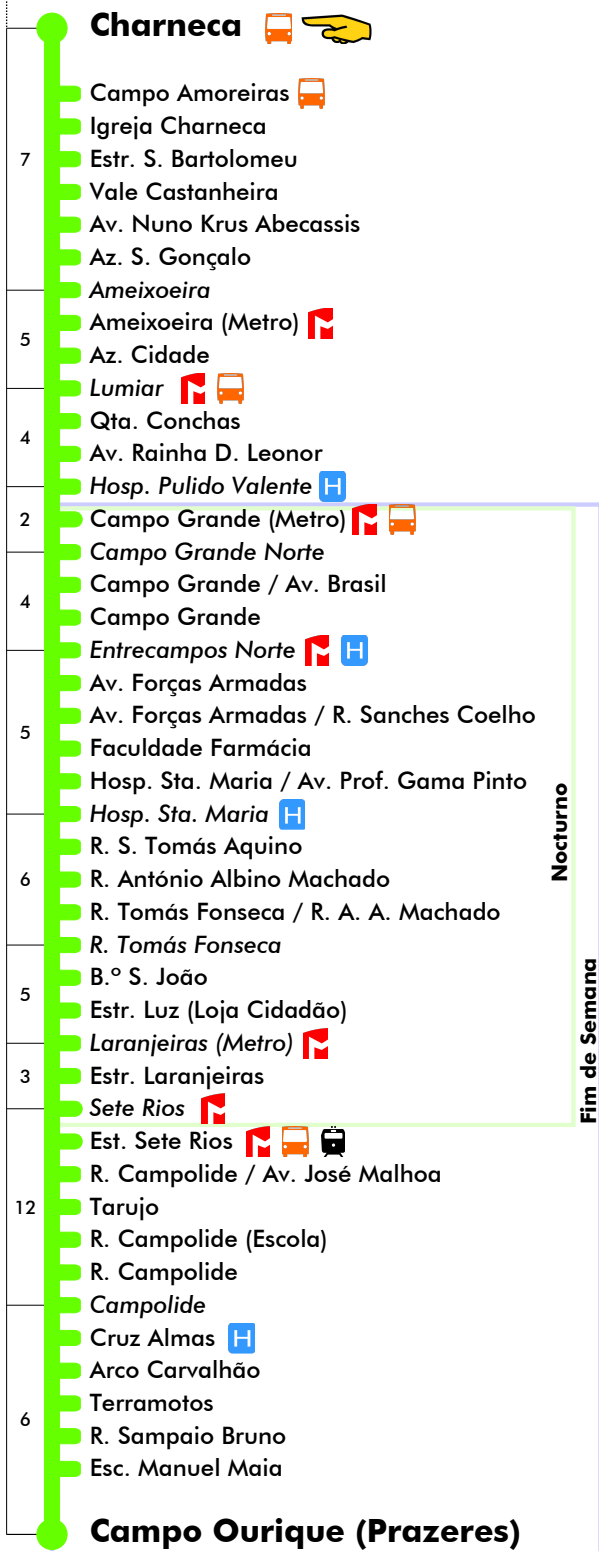 Charneca
Campo Amoreiras
Igreja Charneca
7
Estr. S. Bartolomeu
Vale Castanheira
Av. Nuno Krus Abecassis
Az. S. Gonçalo
Ameixoeira
Ameixoeira (Metro)
5
Az. Cidade
Lumiar
Qta. Conchas
4
Av. Rainha D. Leonor
Hosp. Pulido Valente
H
2
Campo Grande (Metro)
Campo Grande Norte
Campo Grande / Av. Brasil
4
Campo Grande
Entrecampos Norte
H
Av. Forças Armadas
Av. Forças Armadas / R. Sanches Coelho
5
Faculdade Farmácia
Hosp. Sta. Maria / Av. Prof. Gama Pinto
Hosp. Sta. Maria
H
Nocturno
R. S. Tomás Aquino
6
R. António Albino Machado
R. Tomás Fonseca / R. A. A. Machado
R. Tomás Fonseca
B.º S. João
5
Estr. Luz (Loja Cidadão)
Laranjeiras (Metro)
Fim de Semana
3
Estr. Laranjeiras
Sete Rios
Est. Sete Rios
R. Campolide / Av. José Malhoa
12
Tarujo
R. Campolide (Escola)
R. Campolide
Campolide
Cruz Almas
H
Arco Carvalhão
Terramotos
6
R. Sampaio Bruno
Esc. Manuel Maia
Campo Ourique (Prazeres)